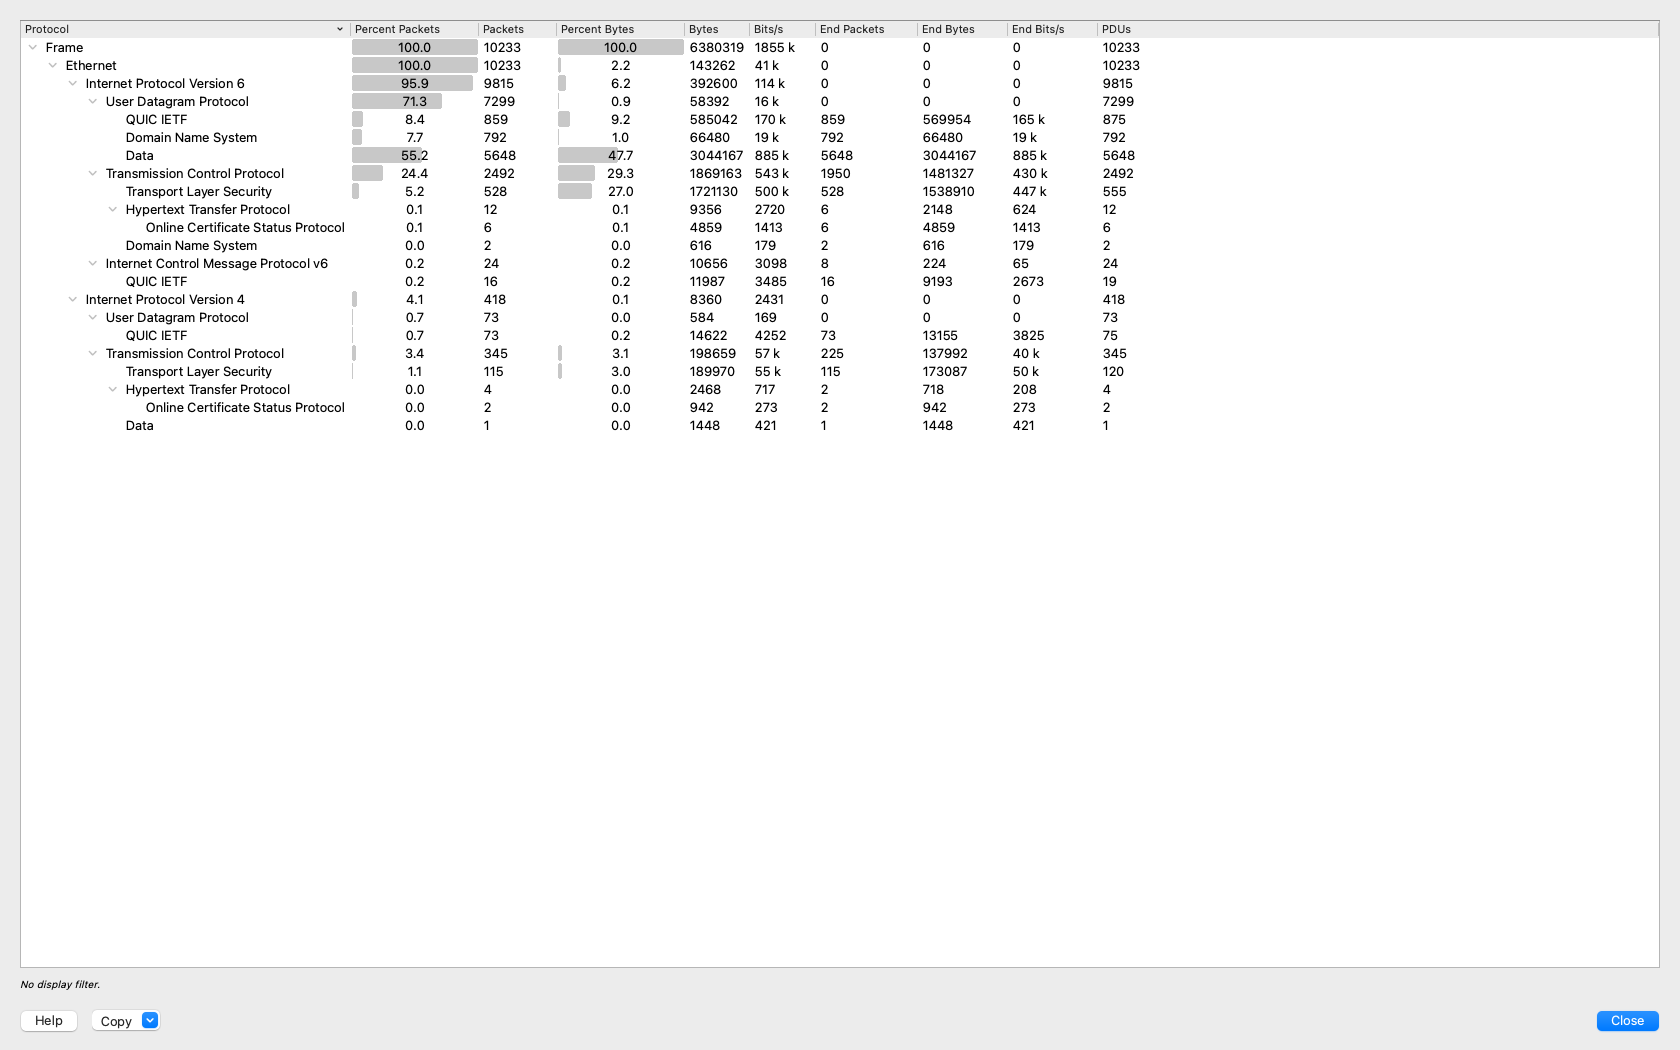 Protocol Percent Packets Packets Percent Bytes Bytes Bits/s End Packets End Bytes End Bits/s PDUs
Frame 100.0 10233 100.0 6380319 1855 k 0 0 0 10233
Ethernet 100.0 10233 2.2 143262 41 k 0 0 0 10233
Internet Protocol Version 6 95.9 9815 6.2 392600 114 k 0 0 0 9815
User Datagram Protocol 71.3 7299 0.9 58392 16 k 0 0 0 7299
QUIC IETF 8.4 859 9.2 585042 170 k 859 569954 165 k 875
Domain Name System 7.7 792 1.0 66480 19 k 792 66480 19 k 792
Data 55.2 5648 47.7 3044167 885 k 5648 3044167 885 k 5648
Transmission Control Protocol 24.4 2492 29.3 1869163 543 k 1950 1481327 430 k 2492
Transport Layer Security 5.2 528 27.0 1721130 500 k 528 1538910 447 k 555
Hypertext Transfer Protocol 0.1 12 0.1 9356 2720 6 2148 624 12
Online Certificate Status Protocol 0.1 6 0.1 4859 1413 6 4859 1413 6
Domain Name System 0.0 2 0.0 616 179 2 616 179 2
Internet Control Message Protocol v6 0.2 24 0.2 10656 3098 8 224 65 24
QUIC IETF 0.2 16 0.2 11987 3485 16 9193 2673 19
Internet Protocol Version 4 4.1 418 0.1 8360 2431 0 0 0 418
User Datagram Protocol 0.7 73 0.0 584 169 0 0 0 73
QUIC IETF 0.7 73 0.2 14622 4252 73 13155 3825 75
Transmission Control Protocol 3.4 345 3.1 198659 57 k 225 137992 40 k 345
Transport Layer Security 1.1 115 3.0 189970 55 k 115 173087 50 k 120
Hypertext Transfer Protocol 0.0 4 0.0 2468 717 2 718 208 4
Online Certificate Status Protocol 0.0 2 0.0 942 273 2 942 273 2
Data 0.0 1 0.0 1448 421 1 1448 421 1
No display filter.
Help Copy Close